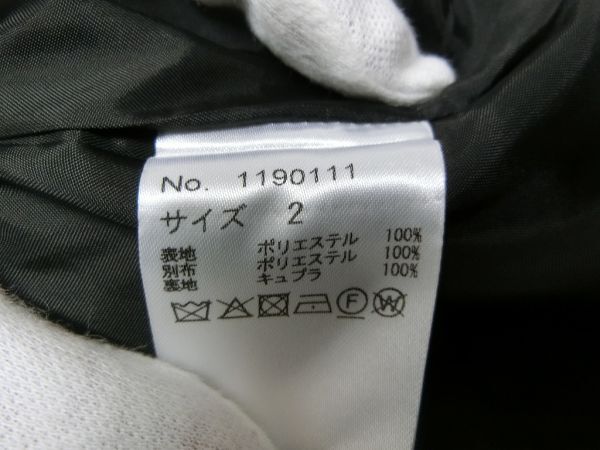 No. 1190111
サイズ 2
表地 ポリエステル 100%
別布 ポリエステル 100%
裏地 キュプラ 100%
F W